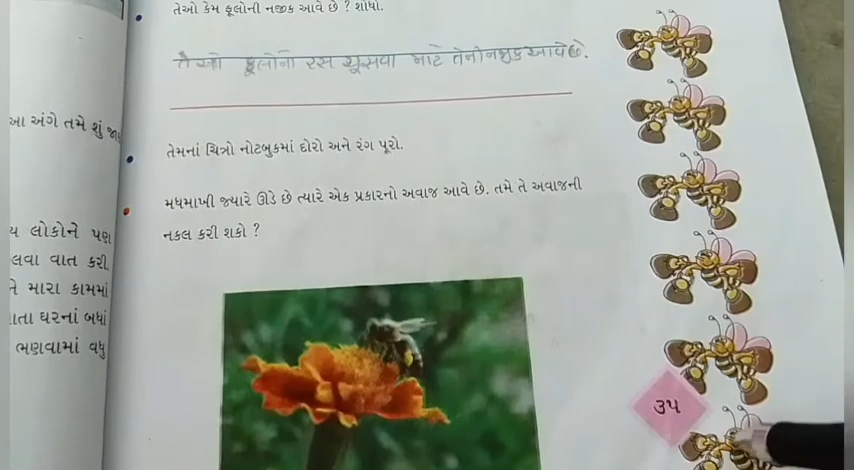 તેઓ કેમ ફૂલોની નજીક આવે છે ? શોધો.
તેઓ ફૂલોનો રસ ચૂસવા માટે તેની નજીક આવે છે.
આ અંગે તમે શું
તેમનાં ચિત્રો નોટબુકમાં દોરો અને રંગ પૂરો.
મધમાખી જ્યારે ઊડે છે ત્યારે એક પ્રકારનો અવાજ આવે છે. તમે તે અવાજની
નકલ કરી શકો ?
ય લોકોને પણ
લવા વાત કરી.
તે મારા કામમાં
ાતા ઘરનાં બધાં
ભણવામાં વધુ
૩૫